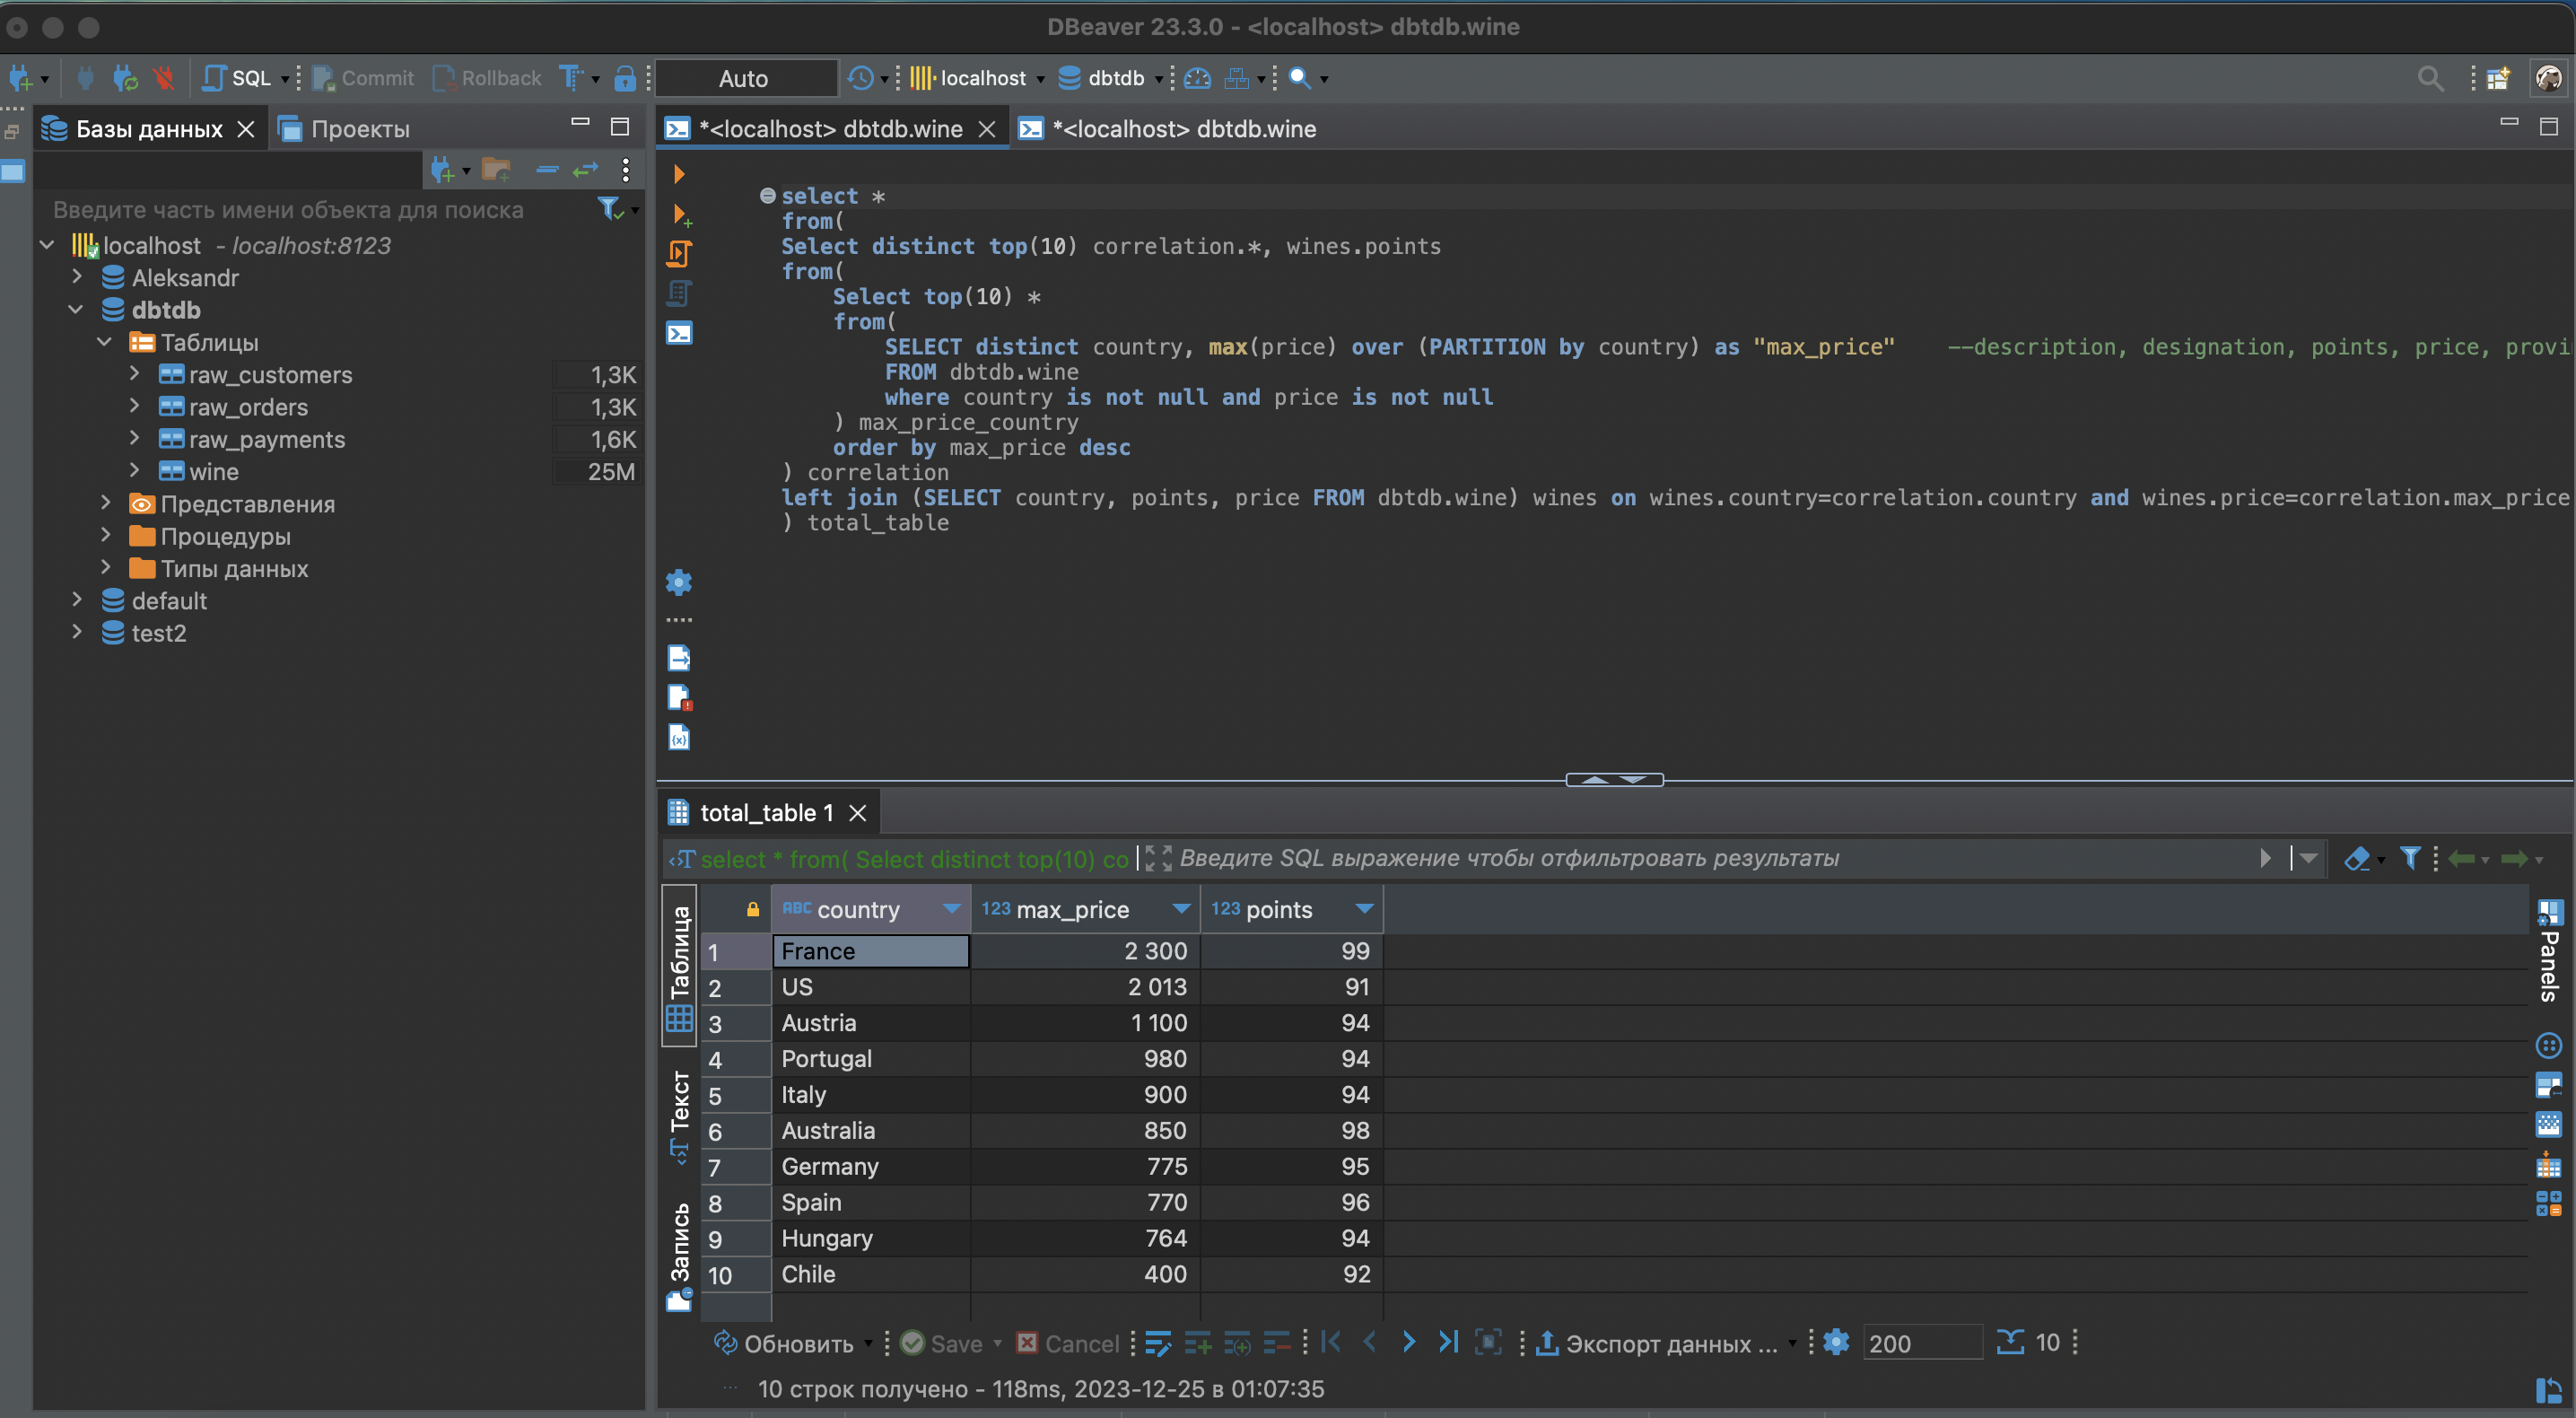 DBeaver 23.3.0 - <localhost> dbtdb.wine
SQL Commit Rollback Auto localhost dbtdb
Базы данных Проекты
Введите часть имени объекта для поиска
localhost - localhost:8123
Aleksandr
dbtdb
Таблицы
raw_customers 1,3K
raw_orders 1,3K
raw_payments 1,6K
wine 25M
Представления
Процедуры
Типы данных
default
test2
*<localhost> dbtdb.wine *<localhost> dbtdb.wine
select *
from(
Select distinct top(10) correlation.*, wines.points
from(
Select top(10) *
from(
SELECT distinct country, max(price) over (PARTITION by country) as "max_price" --description, designation, points, price, provi
FROM dbtdb.wine
where country is not null and price is not null
) max_price_country
order by max_price desc
) correlation
left join (SELECT country, points, price FROM dbtdb.wine) wines on wines.country=correlation.country and wines.price=correlation.max_price
) total_table
total_table 1
select * from( Select distinct top(10) co Введите SQL выражение чтобы отфильтровать результаты
Таблица
Текст
Запись
ABC country 123 max_price 123 points
1 France 2 300 99
2 US 2 013 91
3 Austria 1 100 94
4 Portugal 980 94
5 Italy 900 94
6 Australia 850 98
7 Germany 775 95
8 Spain 770 96
9 Hungary 764 94
10 Chile 400 92
Panels
Обновить Save Cancel Экспорт данных ... 200 10
10 строк получено - 118ms, 2023-12-25 в 01:07:35